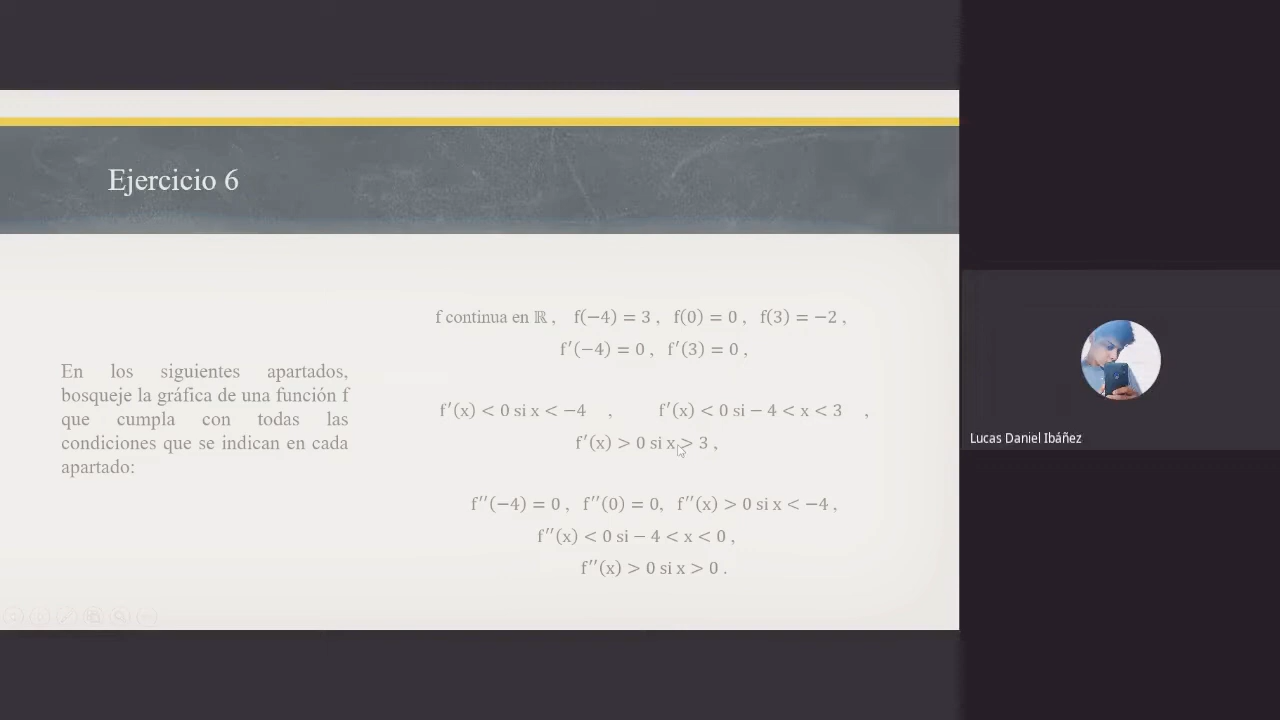 Ejercicio 6
En los siguientes apartados,
bosqueje la gráfica de una función f
que cumpla con todas las
condiciones que se indican en cada
apartado:
f continua en ℝ , f(−4) = 3 , f(0) = 0 , f(3) = −2 ,
f′(−4) = 0 , f′(3) = 0 ,
f′(x) < 0 si x < −4 , f′(x) < 0 si − 4 < x < 3 ,
f′(x) > 0 si x > 3 ,
f′′(−4) = 0 , f′′(0) = 0, f′′(x) > 0 si x < −4 ,
f′′(x) < 0 si − 4 < x < 0 ,
f′′(x) > 0 si x > 0 .
Lucas Daniel Ibáñez